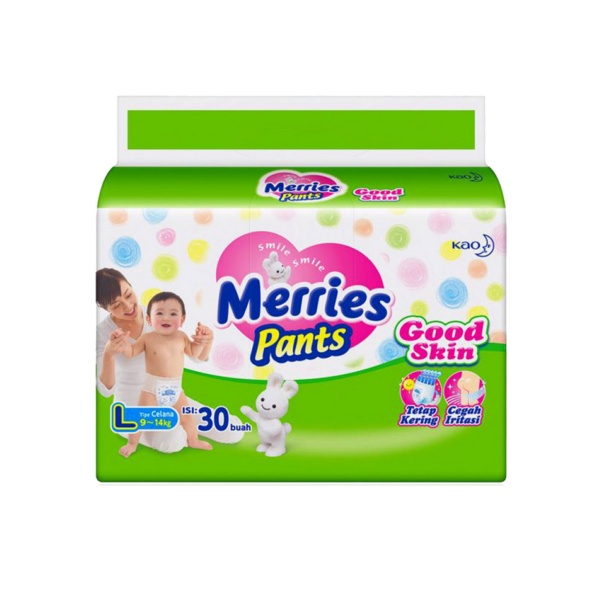 Merries
Pants
Good
Skin
Kao
Smile Smile
Kao
Merries
Pants
Good
Skin
Tetap
Kering
Cegah
Iritasi
L
Tipe Celana
9~14kg
ISI: 30 buah